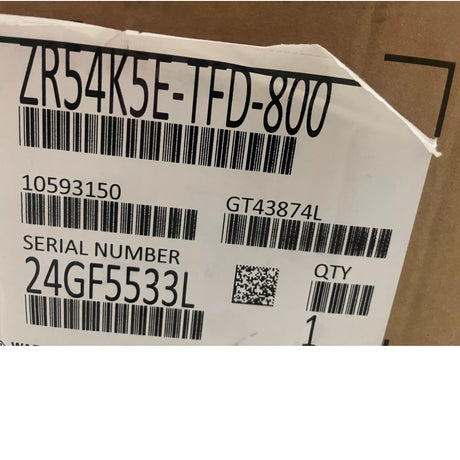 ZR54K5E-TFD-800
10593150
GT43874L
SERIAL NUMBER
24GF5533L
QTY
1